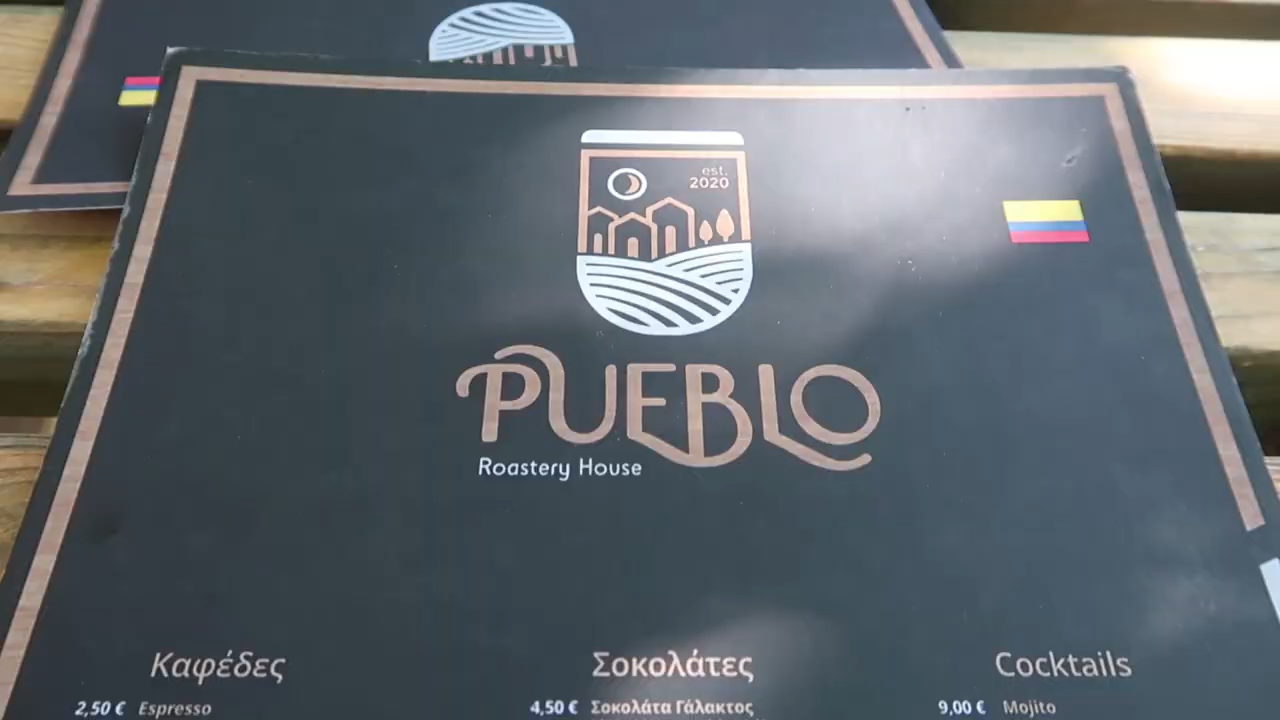 est.
2020
PUEBLO
Roastery House
Καφέδες
Σοκολάτες
Cocktails
2,50 € Espresso
4,50 € Σοκολάτα Γάλακτος
9,00 € Mojito